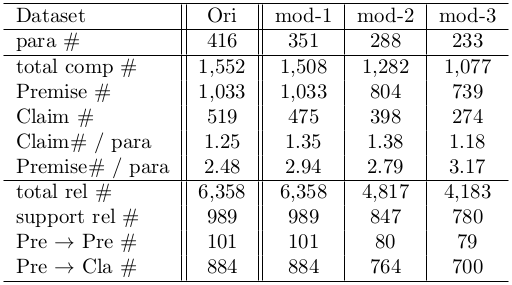 Dataset Ori mod-1 mod-2 mod-3
para # 416 351 288 233
total comp # 1,552 1,508 1,282 1,077
Premise # 1,033 1,033 804 739
Claim # 519 475 398 274
Claim# / para 1.25 1.35 1.38 1.18
Premise# / para 2.48 2.94 2.79 3.17
total rel # 6,358 6,358 4,817 4,183
support rel # 989 989 847 780
Pre → Pre # 101 101 80 79
Pre → Cla # 884 884 764 700